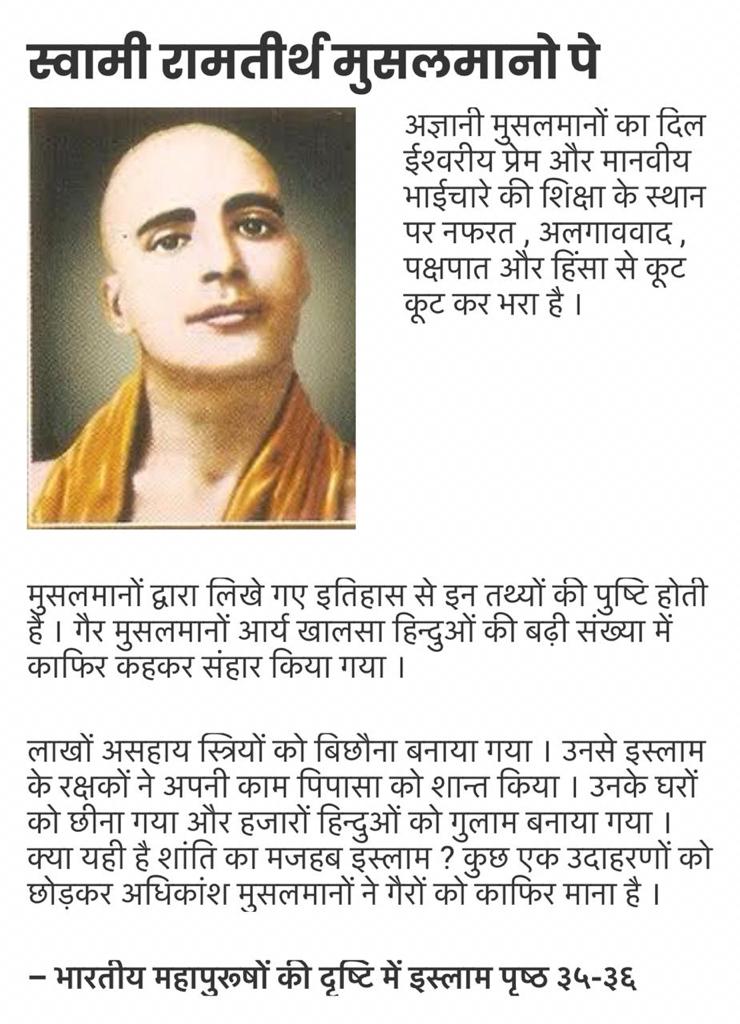 स्वामी रामतीर्थ मुसलमानो पे
अज्ञानी मुसलमानों का दिल
ईश्वरीय प्रेम और मानवीय
भाईचारे की शिक्षा के स्थान
पर नफरत , अलगाववाद ,
पक्षपात और हिंसा से कूट
कूट कर भरा है ।
मुसलमानों द्वारा लिखे गए इतिहास से इन तथ्यों की पुष्टि होती
है । गैर मुसलमानों आर्य खालसा हिन्दुओं की बढ़ी संख्या में
काफिर कहकर संहार किया गया ।
लाखों असहाय स्त्रियों को बिछौना बनाया गया । उनसे इस्लाम
के रक्षकों ने अपनी काम पिपासा को शान्त किया । उनके घरों
को छीना गया और हजारों हिन्दुओं को गुलाम बनाया गया ।
क्या यही है शांति का मजहब इस्लाम ? कुछ एक उदाहरणों को
छोड़कर अधिकांश मुसलमानों ने गैरों को काफिर माना है ।
– भारतीय महापुरूषों की दृष्टि में इस्लाम पृष्ठ ३५-३६